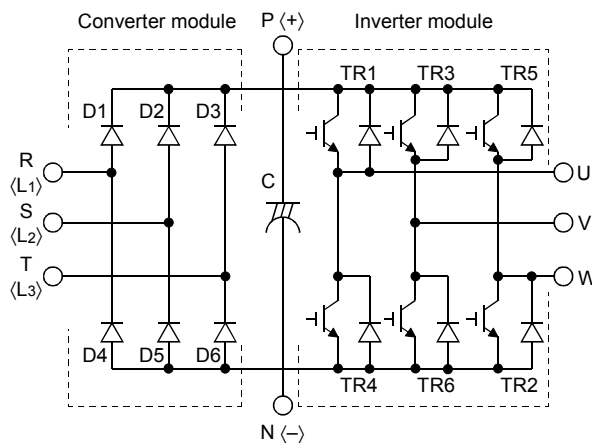 Converter module
P ⟨+⟩
Inverter module
TR1
TR3
TR5
D1
D2
D3
R
⟨L1⟩
C
U
S
⟨L2⟩
V
T
⟨L3⟩
W
D4
D5
D6
TR4
TR6
TR2
N ⟨–⟩